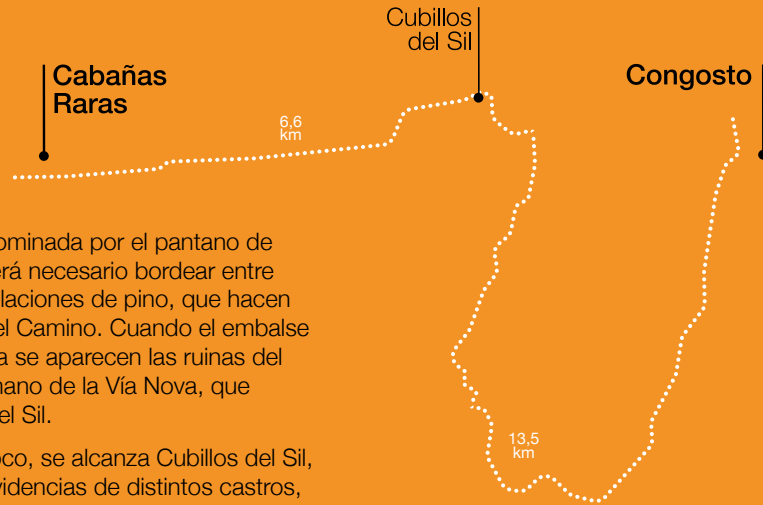 Cubillos
del Sil
Cabañas
Raras
Congosto
6,6
km
ominada por el pantano de
erá necesario bordear entre
laciones de pino, que hacen
el Camino. Cuando el embalse
a se aparecen las ruinas del
nano de la Vía Nova, que
el Sil.
oco, se alcanza Cubillos del Sil,
videncias de distintos castros,
13,5
km